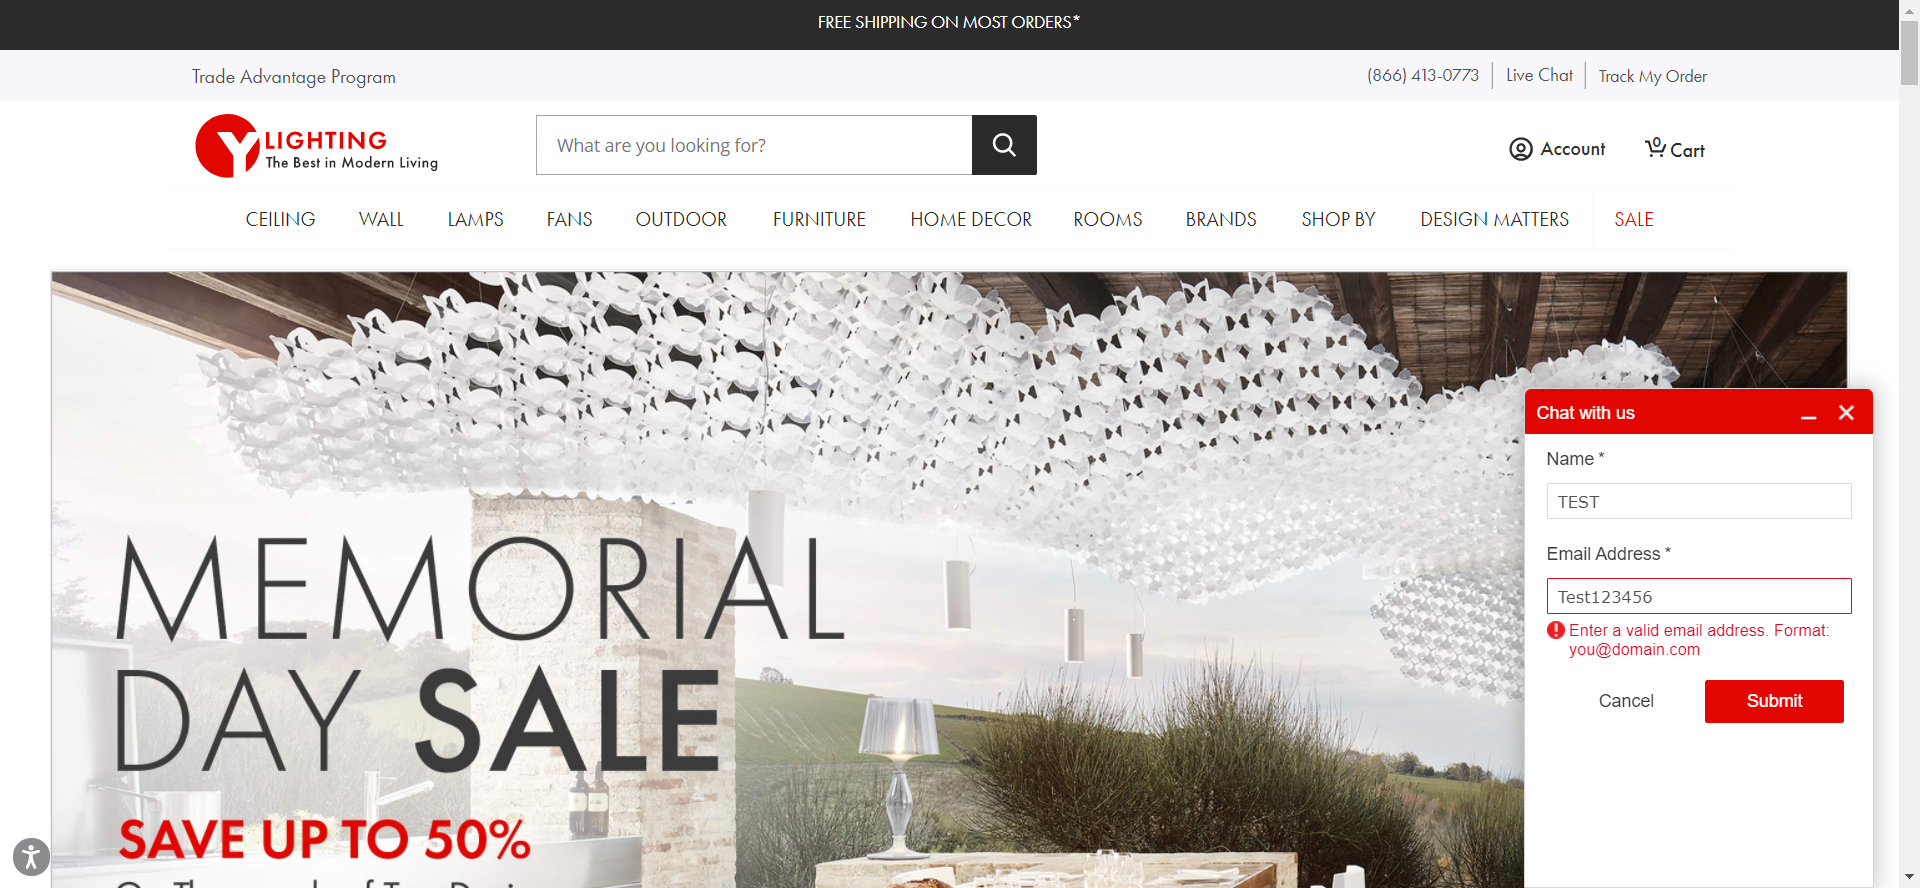 FREE SHIPPING ON MOST ORDERS*
Trade Advantage Program
(866) 413-0773
Live Chat
Track My Order
Y LIGHTING
The Best in Modern Living
What are you looking for?
Account
0
Cart
CEILING
WALL
LAMPS
FANS
OUTDOOR
FURNITURE
HOME DECOR
ROOMS
BRANDS
SHOP BY
DESIGN MATTERS
SALE
MEMORIAL
DAY SALE
SAVE UP TO 50%
Chat with us
Name *
TEST
Email Address *
Test123456
Enter a valid email address. Format:
you@domain.com
Cancel
Submit